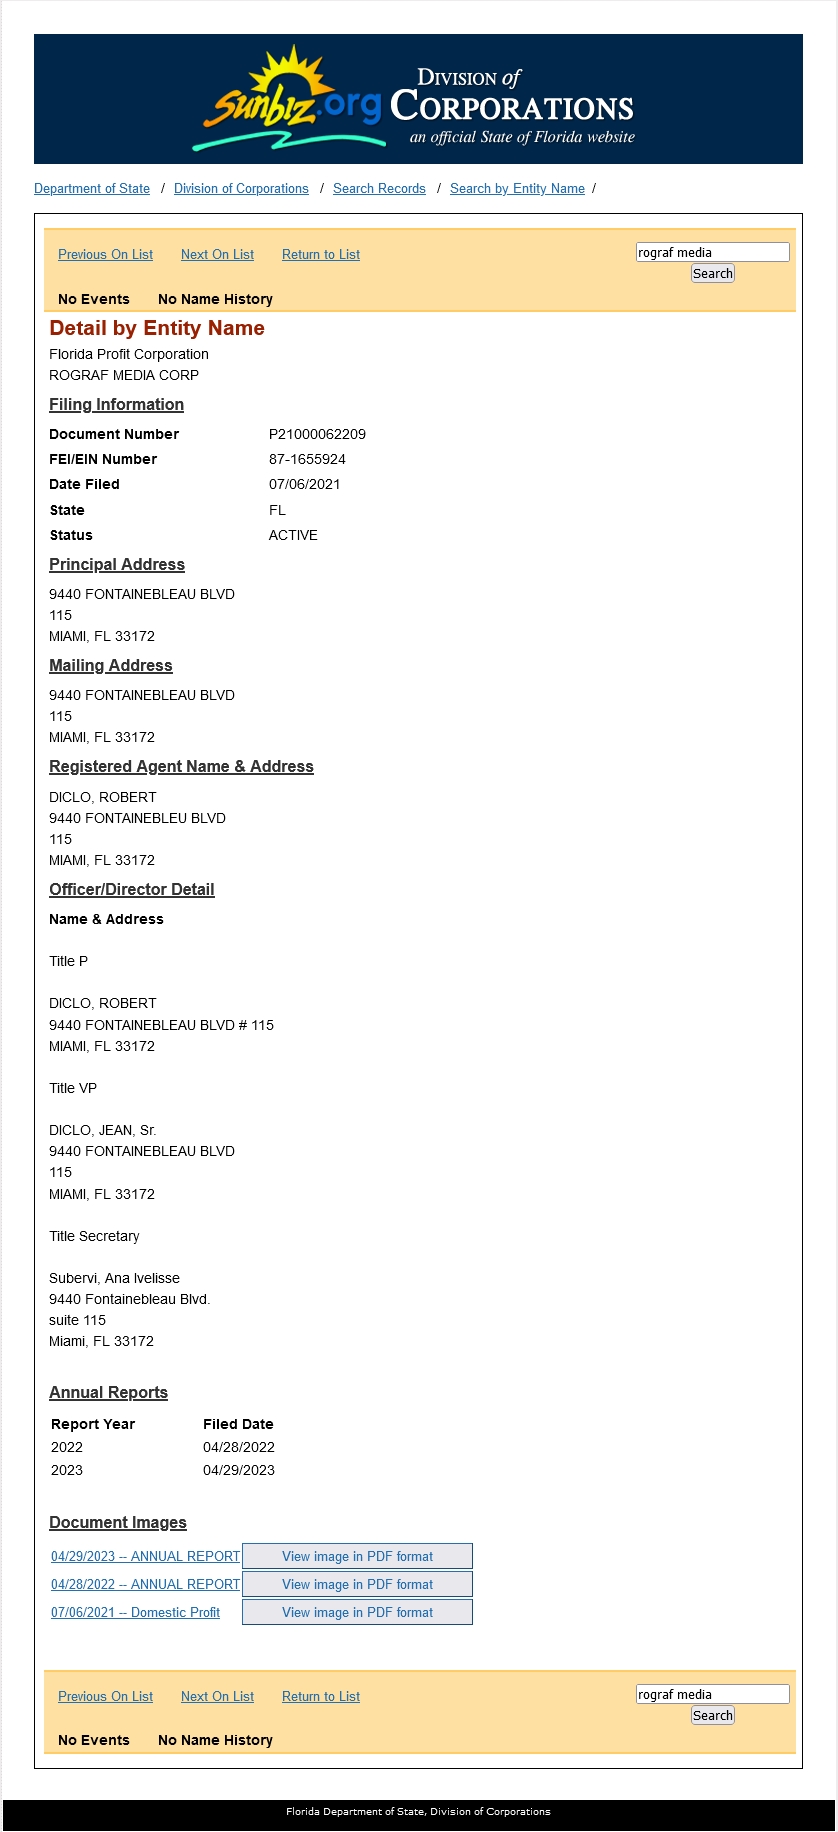 sunbiz.org DIVISION of
CORPORATIONS
an official State of Florida website
Department of State / Division of Corporations / Search Records / Search by Entity Name /
Previous On List Next On List Return to List rograf media
Search
No Events No Name History
Detail by Entity Name
Florida Profit Corporation
ROGRAF MEDIA CORP
Filing Information
Document Number P21000062209
FEI/EIN Number 87-1655924
Date Filed 07/06/2021
State FL
Status ACTIVE
Principal Address
9440 FONTAINEBLEAU BLVD
115
MIAMI, FL 33172
Mailing Address
9440 FONTAINEBLEAU BLVD
115
MIAMI, FL 33172
Registered Agent Name & Address
DICLO, ROBERT
9440 FONTAINEBLEU BLVD
115
MIAMI, FL 33172
Officer/Director Detail
Name & Address
Title P
DICLO, ROBERT
9440 FONTAINEBLEAU BLVD # 115
MIAMI, FL 33172
Title VP
DICLO, JEAN, Sr.
9440 FONTAINEBLEAU BLVD
115
MIAMI, FL 33172
Title Secretary
Subervi, Ana Ivelisse
9440 Fontainebleau Blvd.
suite 115
Miami, FL 33172
Annual Reports
Report Year Filed Date
2022 04/28/2022
2023 04/29/2023
Document Images
04/29/2023 -- ANNUAL REPORT View image in PDF format
04/28/2022 -- ANNUAL REPORT View image in PDF format
07/06/2021 -- Domestic Profit View image in PDF format
Previous On List Next On List Return to List rograf media
Search
No Events No Name History
Florida Department of State, Division of Corporations